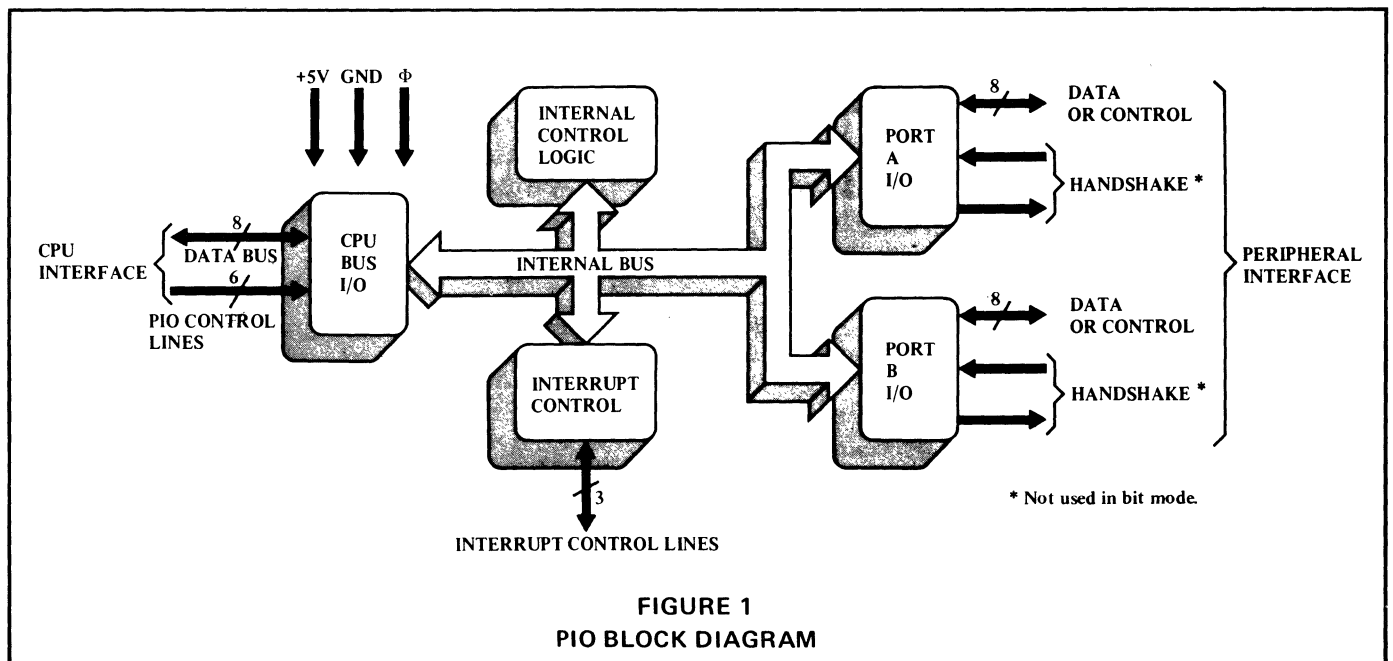 +5V GND Φ
INTERNAL
CONTROL
LOGIC
PORT
A
I/O
8
DATA
OR CONTROL
HANDSHAKE *
CPU
INTERFACE
8
DATA BUS
6
PIO CONTROL
LINES
CPU
BUS
I/O
INTERNAL BUS
PERIPHERAL
INTERFACE
INTERRUPT
CONTROL
PORT
B
I/O
8
DATA
OR CONTROL
HANDSHAKE *
3
INTERRUPT CONTROL LINES
* Not used in bit mode.
FIGURE 1
PIO BLOCK DIAGRAM